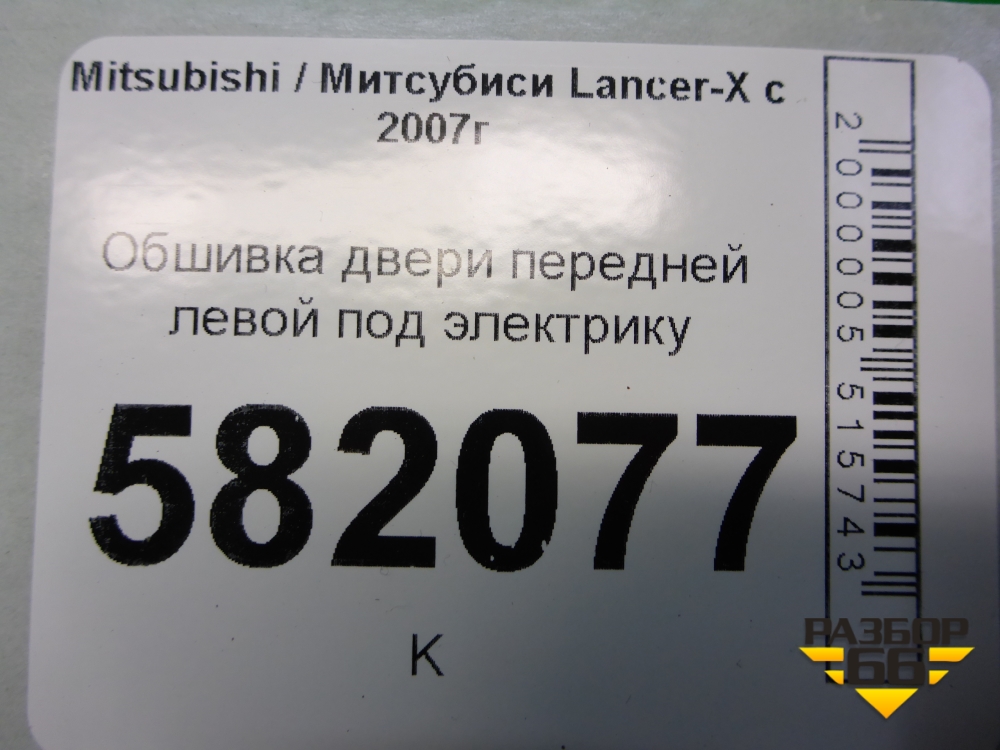 Mitsubishi / Митсубиси Lancer-X с
2007г
Обшивка двери передней
левой под электрику
582077
К
2000005515743
РАЗБОР
66